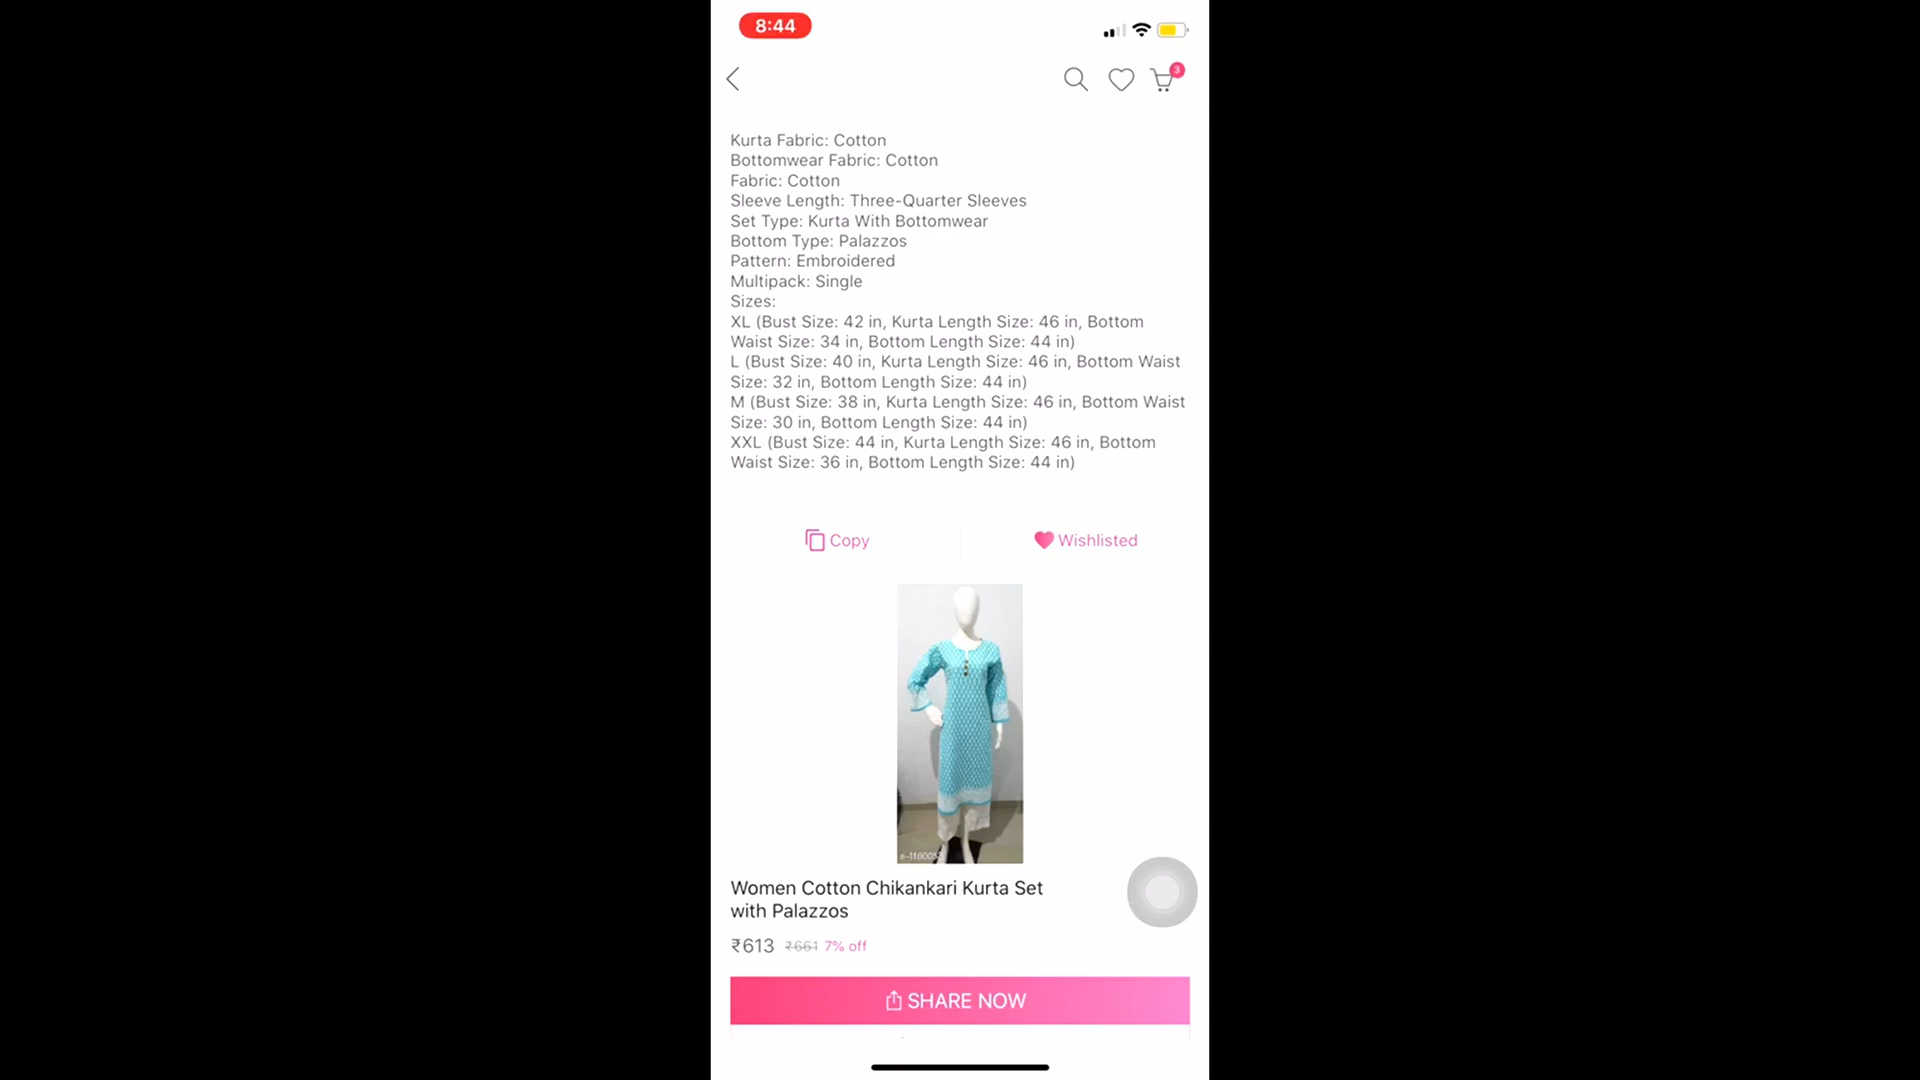 8:44
3
Kurta Fabric: Cotton
Bottomwear Fabric: Cotton
Fabric: Cotton
Sleeve Length: Three-Quarter Sleeves
Set Type: Kurta With Bottomwear
Bottom Type: Palazzos
Pattern: Embroidered
Multipack: Single
Sizes:
XL (Bust Size: 42 in, Kurta Length Size: 46 in, Bottom
Waist Size: 34 in, Bottom Length Size: 44 in)
L (Bust Size: 40 in, Kurta Length Size: 46 in, Bottom Waist
Size: 32 in, Bottom Length Size: 44 in)
M (Bust Size: 38 in, Kurta Length Size: 46 in, Bottom Waist
Size: 30 in, Bottom Length Size: 44 in)
XXL (Bust Size: 44 in, Kurta Length Size: 46 in, Bottom
Waist Size: 36 in, Bottom Length Size: 44 in)
Copy
Wishlisted
Women Cotton Chikankari Kurta Set
with Palazzos
₹613 ₹661 7% off
SHARE NOW